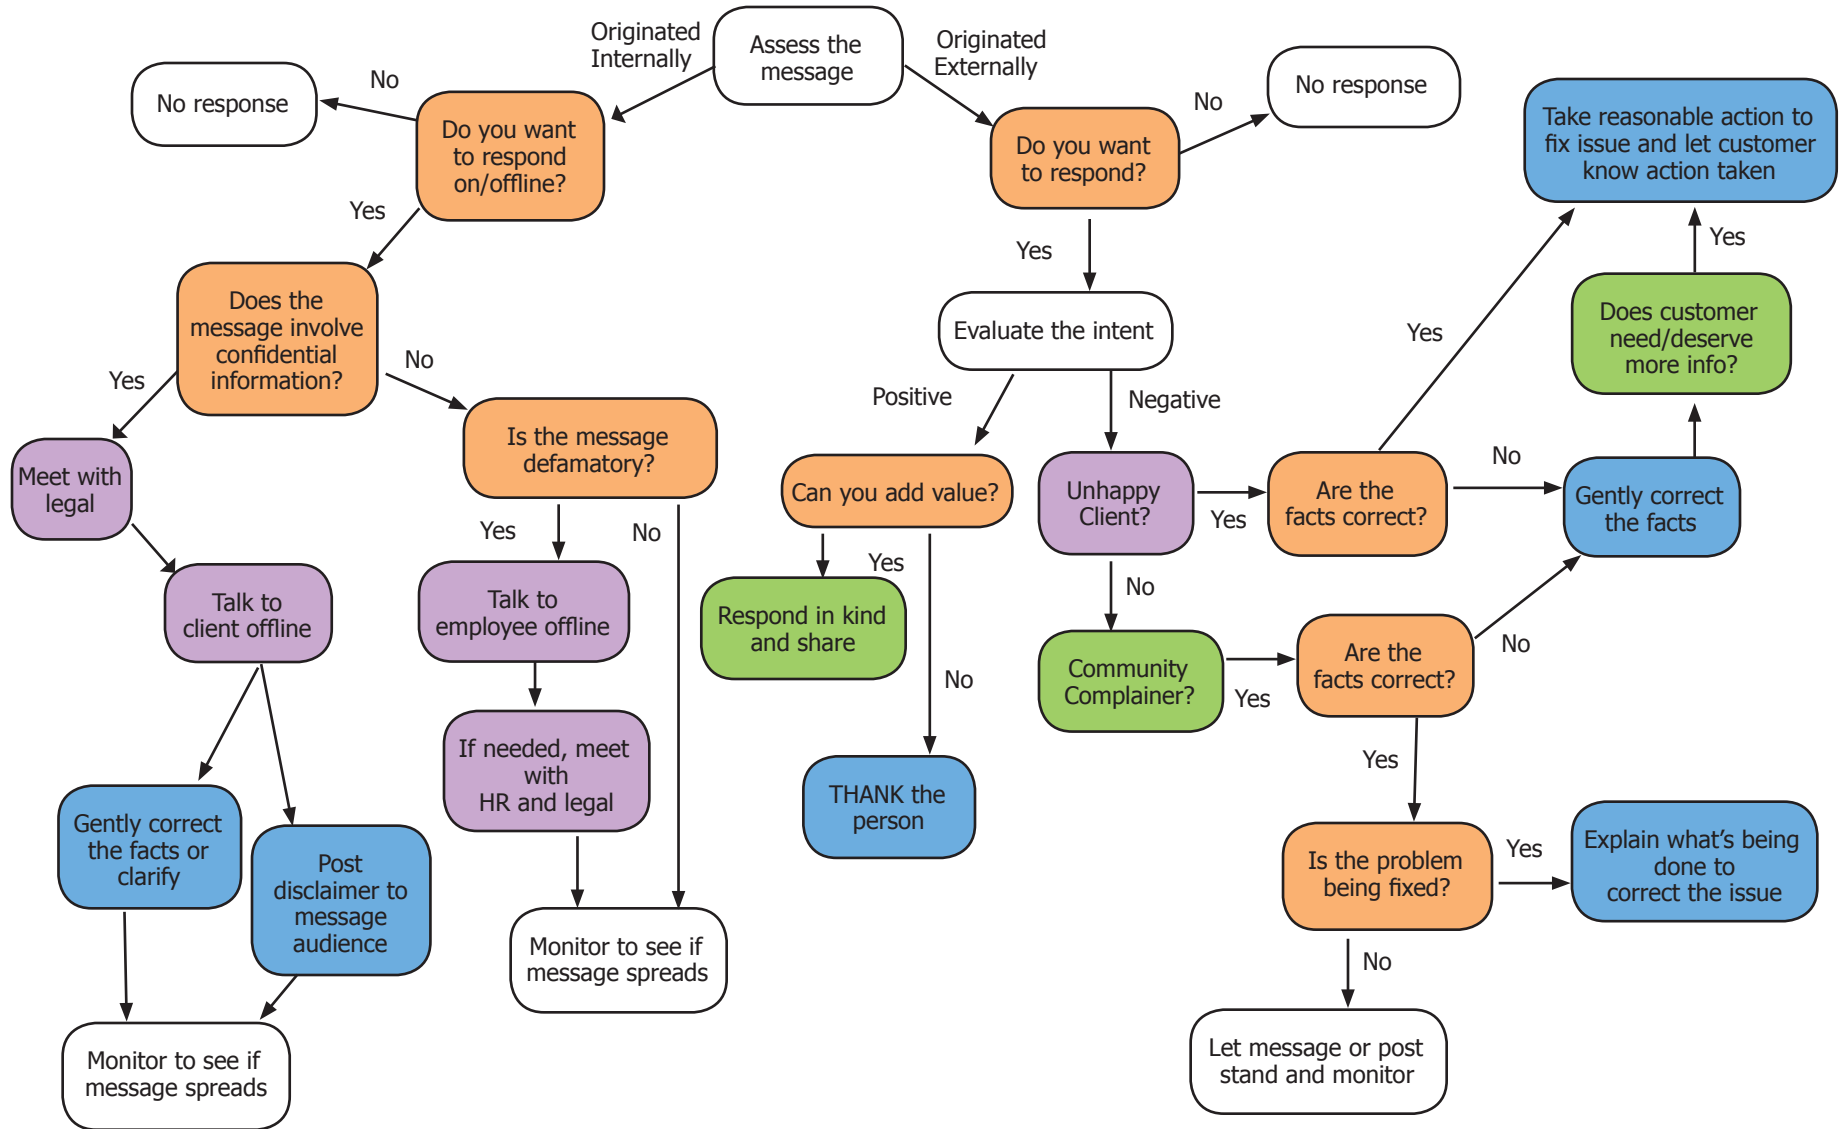 Originated
Internally
Assess the
message
Originated
Externally
No response
No
Do you want
to respond
on/offline?
Yes
Does the
message involve
confidential
information?
Yes
No
Meet with
legal
Talk to
client offline
Gently correct
the facts or
clarify
Post
disclaimer to
message
audience
Monitor to see if
message spreads
Is the message
defamatory?
Yes
No
Talk to
employee offline
If needed, meet
with
HR and legal
Monitor to see if
message spreads
Do you want
to respond?
No
No response
Yes
Evaluate the intent
Positive
Negative
Can you add value?
Yes
No
Respond in kind
and share
THANK the
person
Unhappy
Client?
Yes
No
Are the
facts correct?
Yes
No
Take reasonable action to
fix issue and let customer
know action taken
Yes
Does customer
need/deserve
more info?
Gently correct
the facts
Community
Complainer?
Yes
Are the
facts correct?
No
Yes
Is the problem
being fixed?
Yes
Explain what’s being
done to
correct the issue
No
Let message or post
stand and monitor